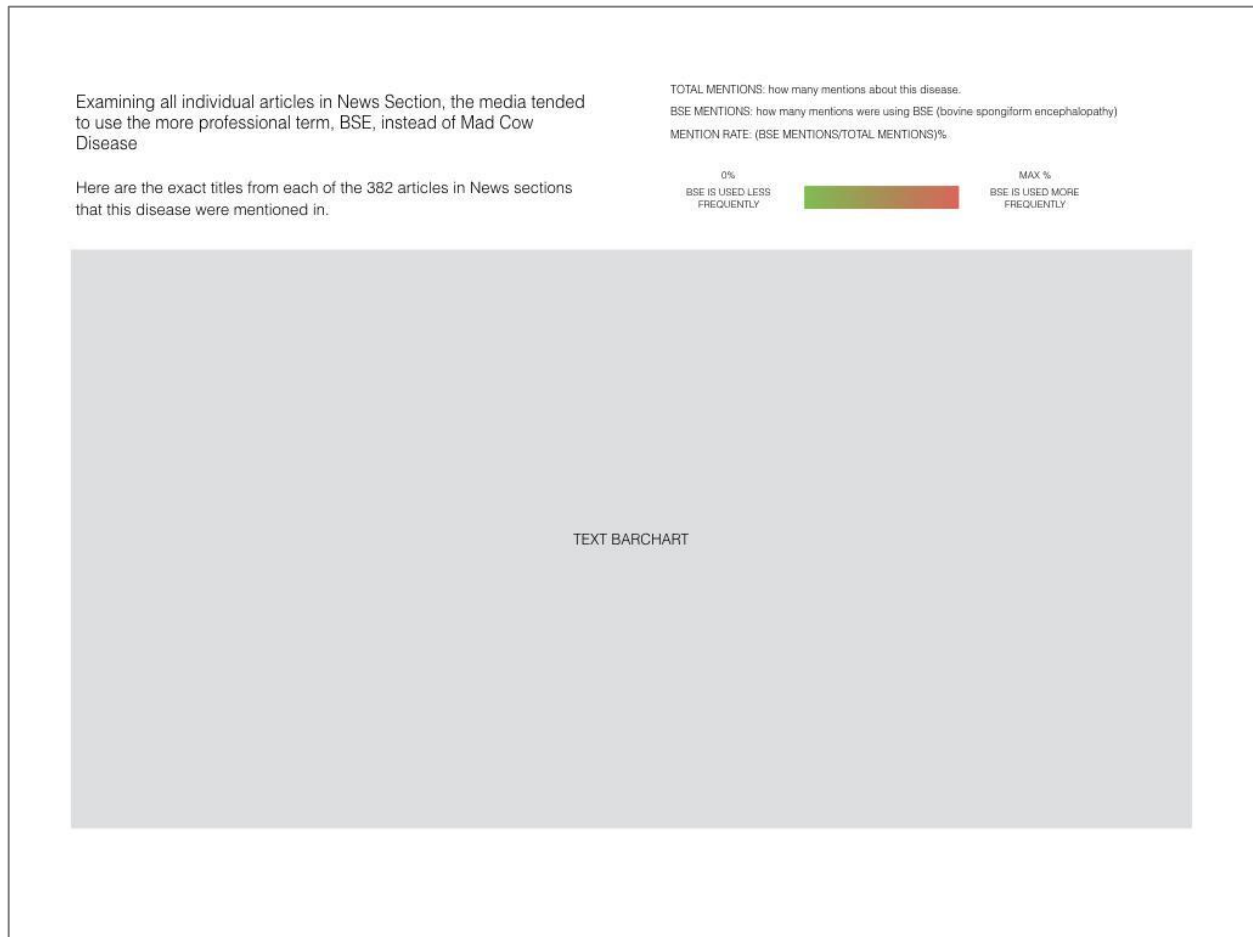 Examining all individual articles in News Section, the media tended
to use the more professional term, BSE, instead of Mad Cow
Disease
Here are the exact titles from each of the 382 articles in News sections
that this disease were mentioned in.
TOTAL MENTIONS: how many mentions about this disease.
BSE MENTIONS: how many mentions were using BSE (bovine spongiform encephalopathy)
MENTION RATE: (BSE MENTIONS/TOTAL MENTIONS)%
0%
BSE IS USED LESS
FREQUENTLY
MAX %
BSE IS USED MORE
FREQUENTLY
TEXT BARCHART